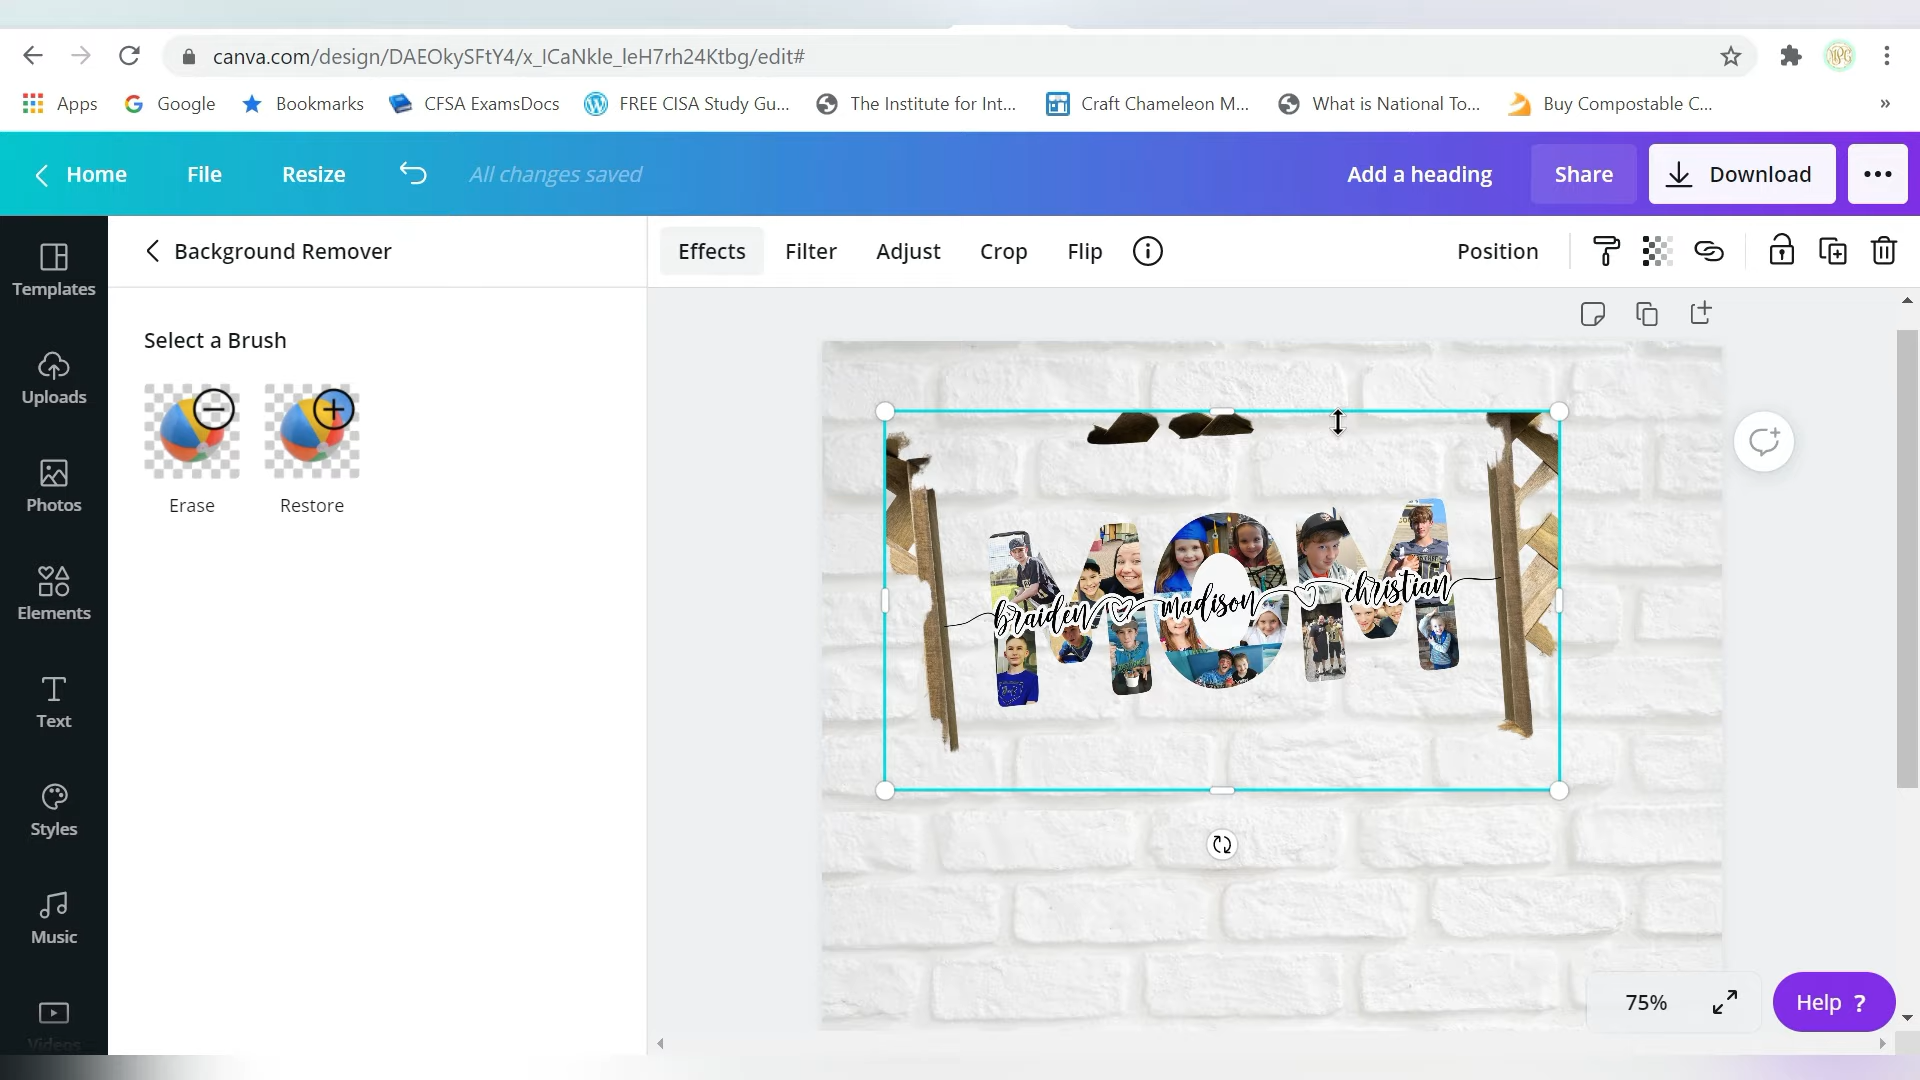 canva.com/design/DAEOkySFtY4/x_lCaNkle_leH7rh24Ktbg/edit#
Apps Google Bookmarks CFSA ExamsDocs FREE CISA Study Gu... The Institute for Int... Craft Chameleon M... What is National To... Buy Compostable C... »
Home File Resize All changes saved Add a heading Share Download
Background Remover Effects Filter Adjust Crop Flip Position
Templates
Select a Brush
Uploads
Erase Restore
Photos
MOM
braiden madison christian
Elements
Text
Styles
Music
Videos
75% Help ?